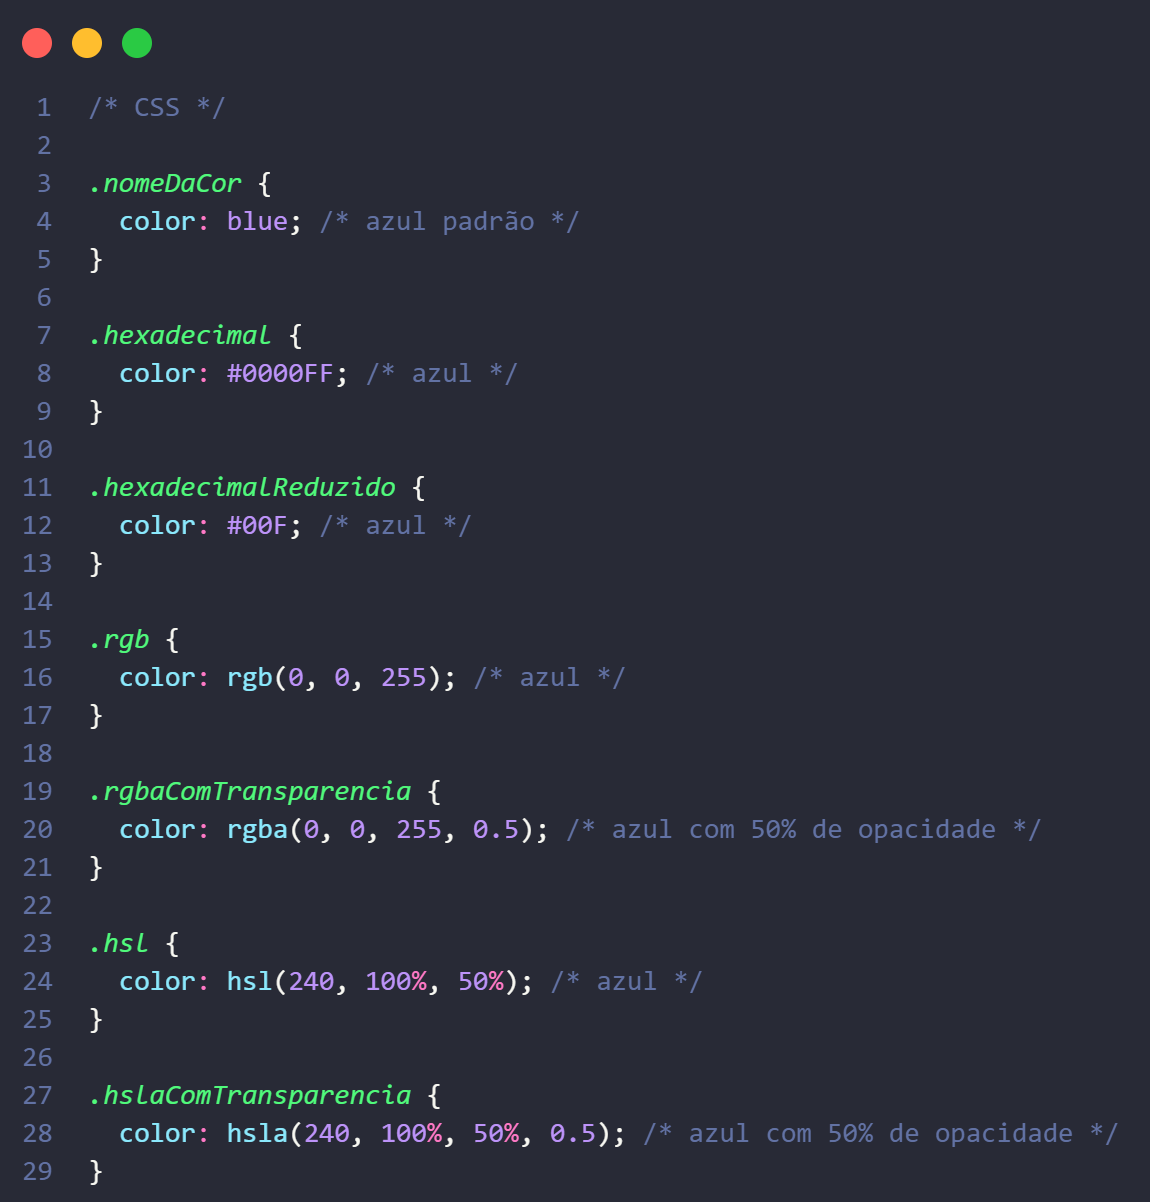 1 /* CSS */
2
3 .nomeDaCor {
4   color: blue; /* azul padrão */
5 }
6
7 .hexadecimal {
8   color: #0000FF; /* azul */
9 }
10
11 .hexadecimalReduzido {
12   color: #00F; /* azul */
13 }
14
15 .rgb {
16   color: rgb(0, 0, 255); /* azul */
17 }
18
19 .rgbaComTransparencia {
20   color: rgba(0, 0, 255, 0.5); /* azul com 50% de opacidade */
21 }
22
23 .hsl {
24   color: hsl(240, 100%, 50%); /* azul */
25 }
26
27 .hslaComTransparencia {
28   color: hsla(240, 100%, 50%, 0.5); /* azul com 50% de opacidade */
29 }